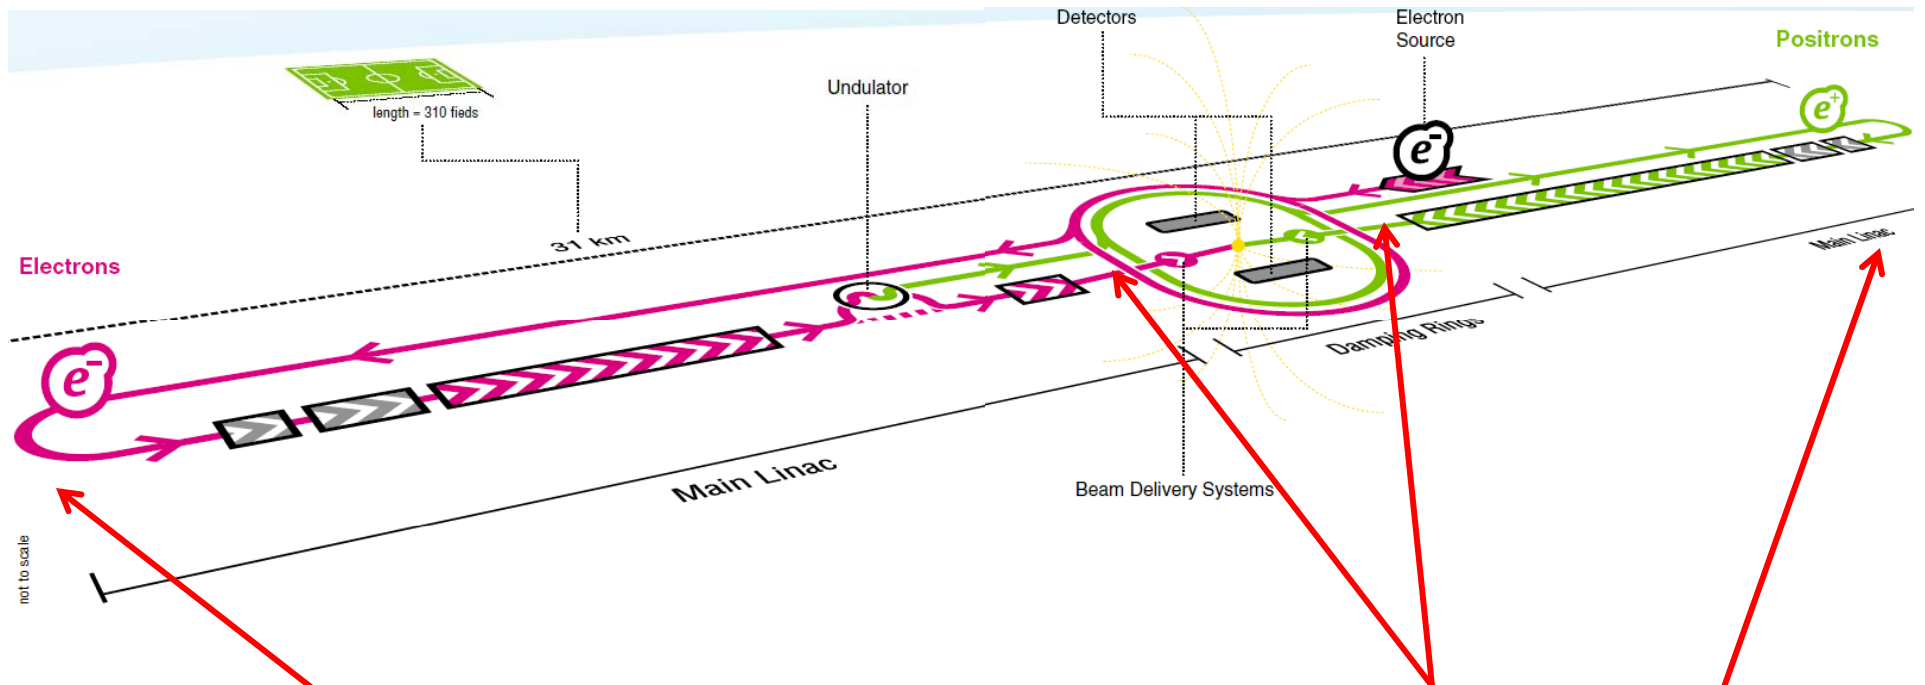 Detectors
Electron
Source
Positrons
Undulator
length = 310 fieds
e+
e-
31 km
Electrons
Main Linac
Damping Rings
e-
Main Linac
Beam Delivery Systems
not to scale